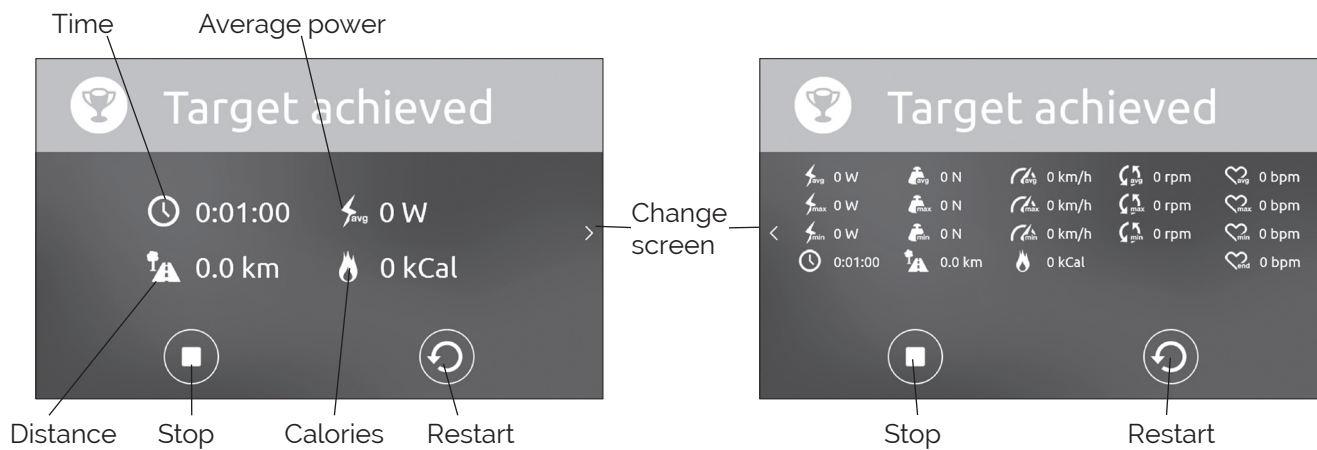 Time
Average power
Target achieved
0:01:00
avg 0 W
0.0 km
0 kCal
Distance
Stop
Calories
Restart
Change
screen
Target achieved
avg 0 W avg 0 N avg 0 km/h avg 0 rpm avg 0 bpm
max 0 W max 0 N max 0 km/h max 0 rpm max 0 bpm
min 0 W min 0 N min 0 km/h min 0 rpm min 0 bpm
0:01:00 0.0 km 0 kCal end 0 bpm
Stop
Restart